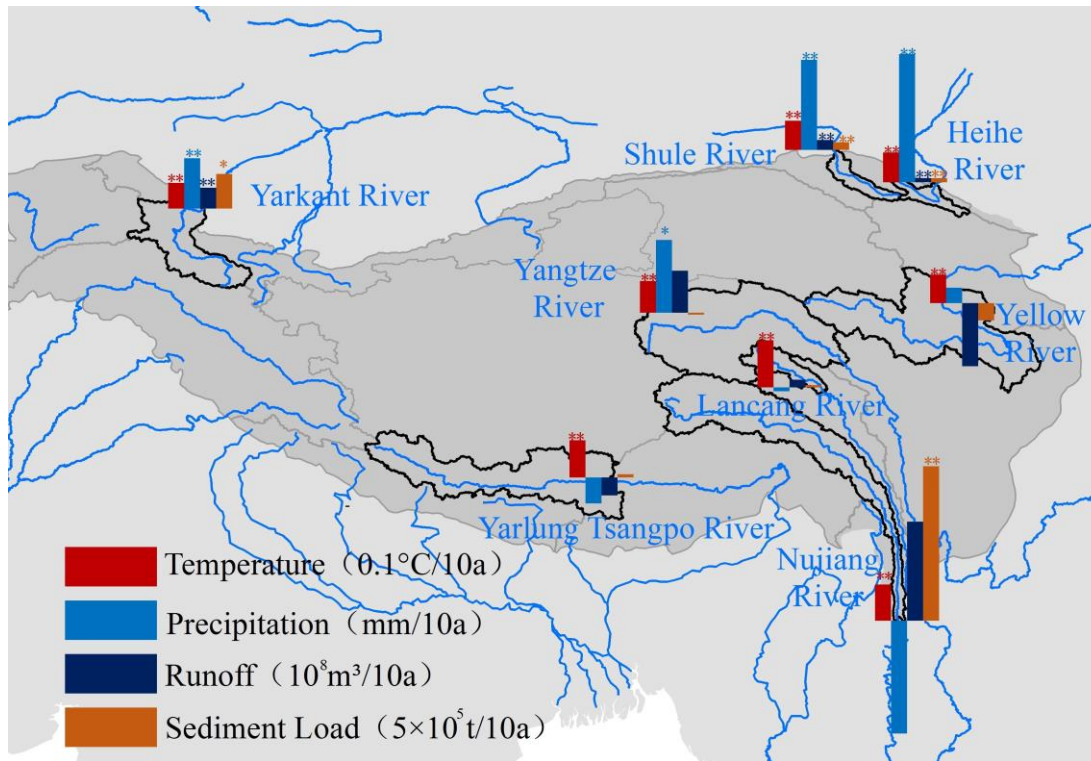 **
**
**
**
**
**
**
**
Shule River
Heihe
River
**
**
**
*
Yarkant River
*
**
Yangtze
River
**
Yellow
River
**
Lancang River
**
Yarlung Tsangpo River
**
Nujiang
River
**
Temperature（0.1°C/10a）
Precipitation（mm/10a）
Runoff（10⁸m³/10a）
Sediment Load（5×10⁵t/10a）